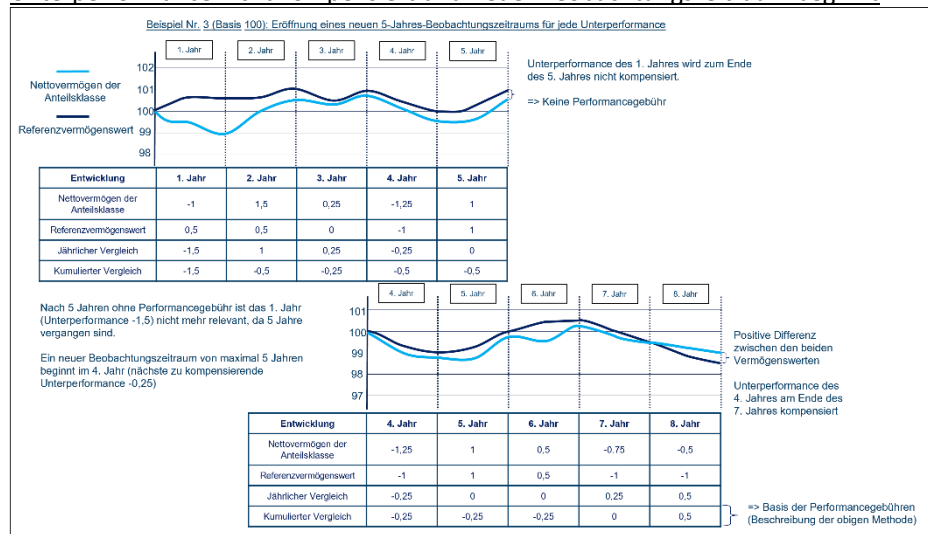 Beispiel Nr. 3 (Basis 100): Eröffnung eines neuen 5-Jahres-Beobachtungszeitraums für jede Unterperformance
1. Jahr 2. Jahr 3. Jahr 4. Jahr 5. Jahr
102
101
100
99
98
Nettovermögen der
Anteilsklasse
Referenzvermögenswert
Unterperformance des 1. Jahres wird zum Ende
des 5. Jahres nicht kompensiert.
=> Keine Performancegebühr
Entwicklung 1. Jahr 2. Jahr 3. Jahr 4. Jahr 5. Jahr
Nettovermögen der
Anteilsklasse -1 1,5 0,25 -1,25 1
Referenzvermögenswert 0,5 0,5 0 -1 1
Jährlicher Vergleich -1,5 1 0,25 -0,25 0
Kumulierter Vergleich -1,5 -0,5 -0,25 -0,5 -0,5
Nach 5 Jahren ohne Performancegebühr ist das 1. Jahr
(Unterperformance -1,5) nicht mehr relevant, da 5 Jahre
vergangen sind.
Ein neuer Beobachtungszeitraum von maximal 5 Jahren
beginnt im 4. Jahr (nächste zu kompensierende
Unterperformance -0,25)
4. Jahr 5. Jahr 6. Jahr 7. Jahr 8. Jahr
101
100
99
98
97
Positive Differenz
zwischen den beiden
Vermögenswerten
Unterperformance des
4. Jahres am Ende des
7. Jahres kompensiert
Entwicklung 4. Jahr 5. Jahr 6. Jahr 7. Jahr 8. Jahr
Nettovermögen der
Anteilsklasse -1,25 1 0,5 -0.75 -0,5
Referenzvermögenswert -1 1 0,5 -1 -1
Jährlicher Vergleich -0,25 0 0 0,25 0,5
Kumulierter Vergleich -0,25 -0,25 -0,25 0 0,5
=> Basis der Performancegebühren
(Beschreibung der obigen Methode)